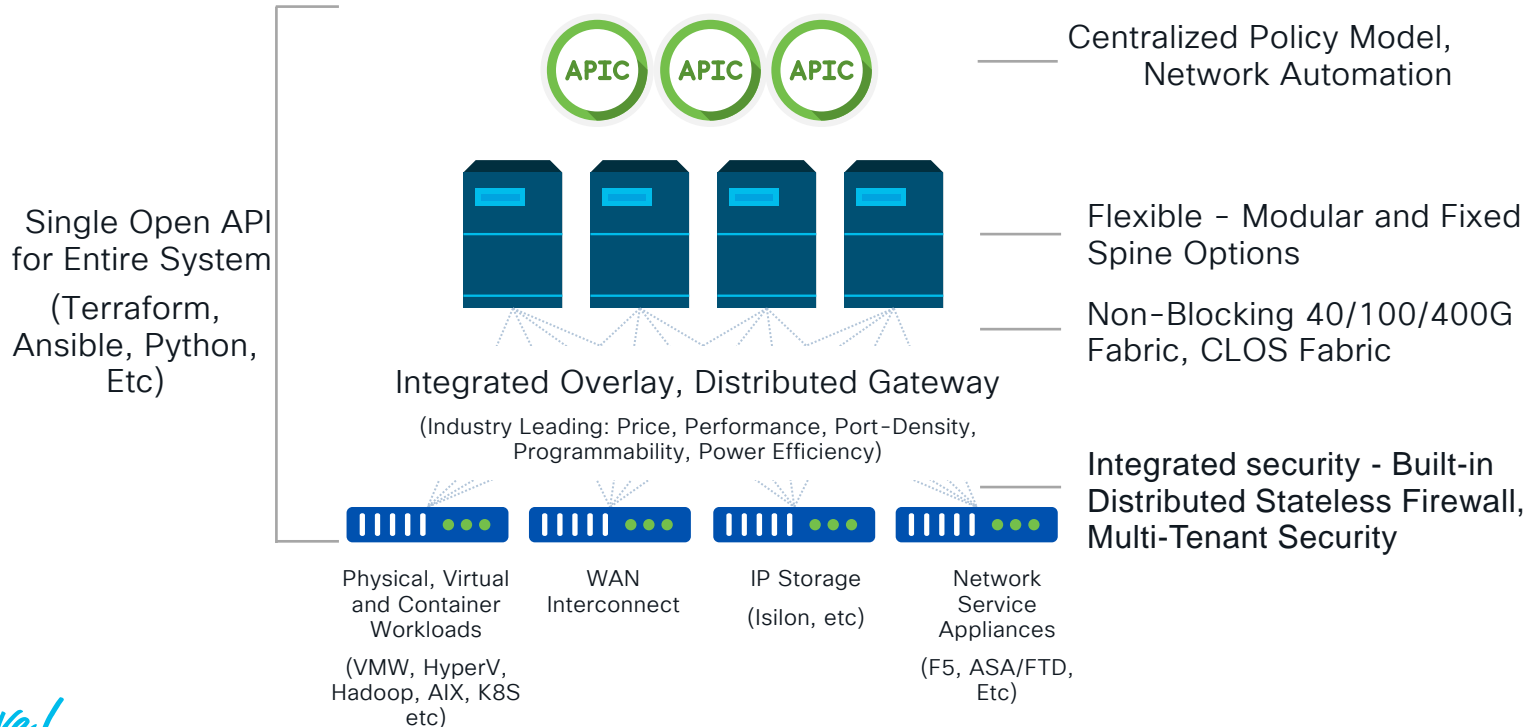 APIC APIC APIC
Centralized Policy Model,
Network Automation
Single Open API
for Entire System
(Terraform,
Ansible, Python,
Etc)
Flexible - Modular and Fixed
Spine Options
Non-Blocking 40/100/400G
Fabric, CLOS Fabric
Integrated Overlay, Distributed Gateway
(Industry Leading: Price, Performance, Port-Density,
Programmability, Power Efficiency)
Integrated security - Built-in
Distributed Stateless Firewall,
Multi-Tenant Security
Physical, Virtual
and Container
Workloads
(VMW, HyperV,
Hadoop, AIX, K8S
etc)
WAN
Interconnect
IP Storage
(Isilon, etc)
Network
Service
Appliances
(F5, ASA/FTD,
Etc)